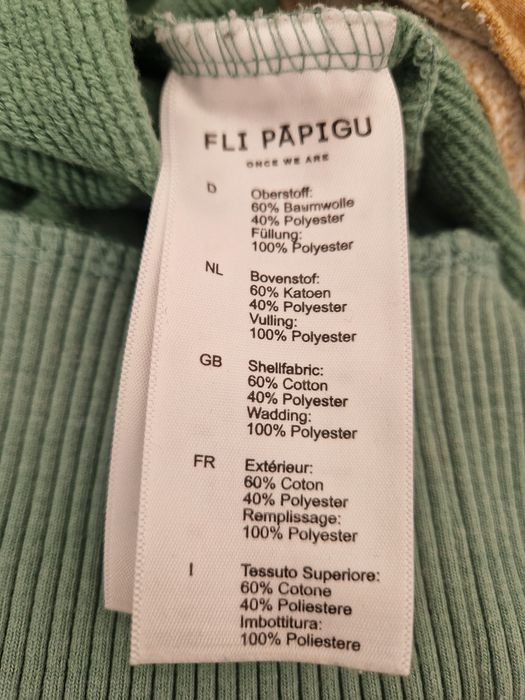 FLI PĀPIGU
ONCE WE ARE
D
Oberstoff:
60% Baumwolle
40% Polyester
Füllung:
100% Polyester
NL
Bovenstof:
60% Katoen
40% Polyester
Vulling:
100% Polyester
GB
Shellfabric:
60% Cotton
40% Polyester
Wadding:
100% Polyester
FR
Extérieur:
60% Coton
40% Polyester
Remplissage:
100% Polyester
I
Tessuto Superiore:
60% Cotone
40% Poliestere
Imbottitura:
100% Poliestere